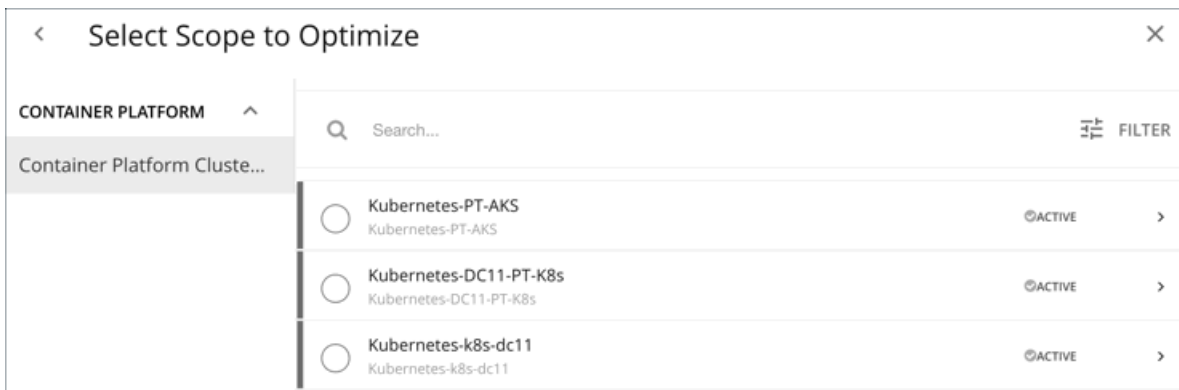 Select Scope to Optimize
CONTAINER PLATFORM
Container Platform Cluste...
Search...
FILTER
Kubernetes-PT-AKS
Kubernetes-PT-AKS
ACTIVE
Kubernetes-DC11-PT-K8s
Kubernetes-DC11-PT-K8s
ACTIVE
Kubernetes-k8s-dc11
Kubernetes-k8s-dc11
ACTIVE